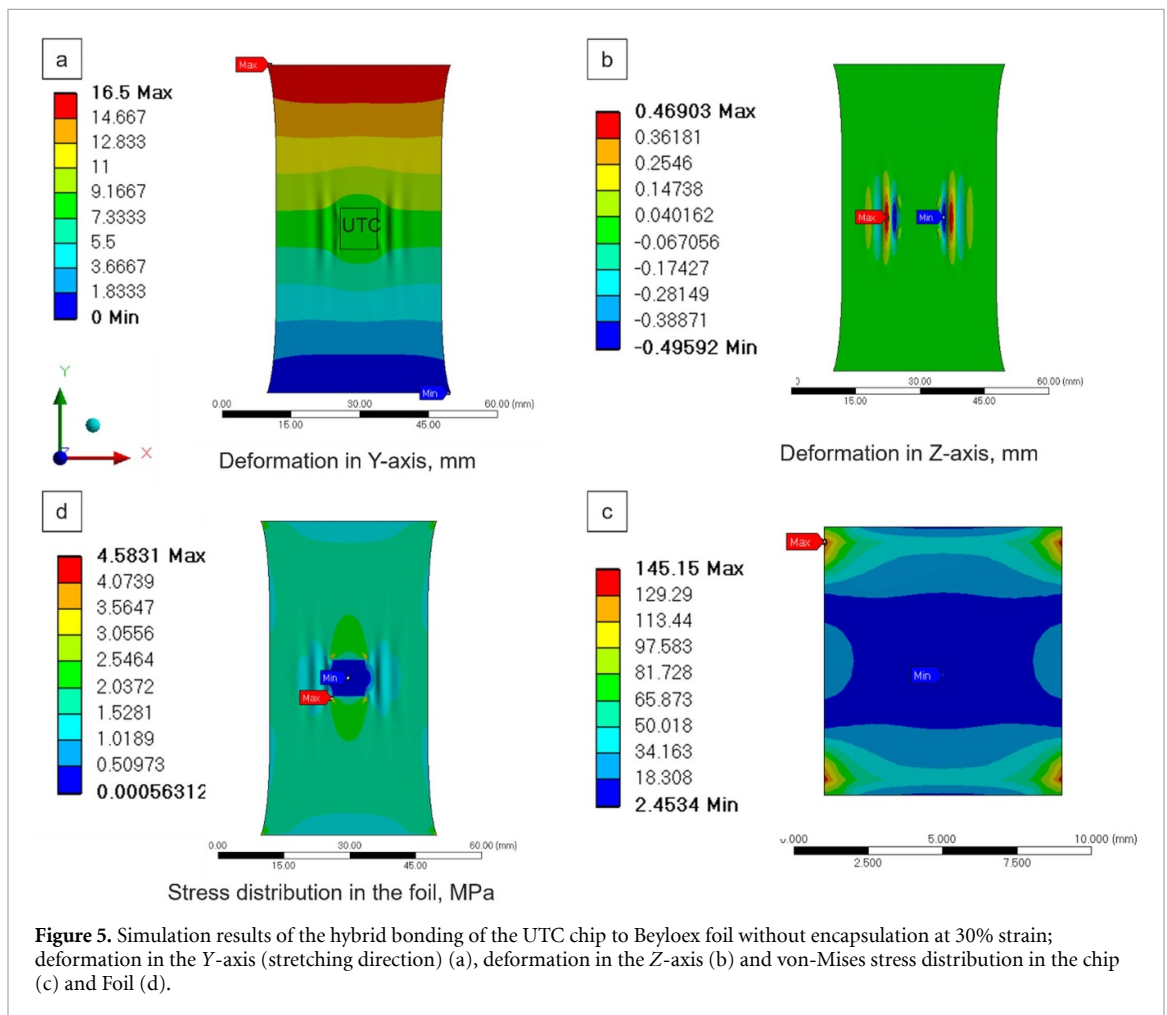 a
16.5 Max
14.667
12.833
11
9.1667
7.3333
5.5
3.6667
1.8333
0 Min
Max
UTC
Min
Y
Z
X
0.00
30.00
60.00 (mm)
15.00
45.00
Deformation in Y-axis, mm
b
0.46903 Max
0.36181
0.2546
0.14738
0.040162
-0.067056
-0.17427
-0.28149
-0.38871
-0.49592 Min
Max
Min
30.00
60.00 (mm)
15.00
45.00
Deformation in Z-axis, mm
d
4.5831 Max
4.0739
3.5647
3.0556
2.5464
2.0372
1.5281
1.0189
0.50973
0.00056312
Min
Max
0.00
30.00
60.00 (mm)
15.00
45.00
Stress distribution in the foil, MPa
c
145.15 Max
129.29
113.44
97.583
81.728
65.873
50.018
34.163
18.308
2.4534 Min
Max
Min
5.000
10.000 (mm)
2.500
7.500
Figure 5. Simulation results of the hybrid bonding of the UTC chip to Beyloex foil without encapsulation at 30% strain;
deformation in the Y-axis (stretching direction) (a), deformation in the Z-axis (b) and von-Mises stress distribution in the chip
(c) and Foil (d).